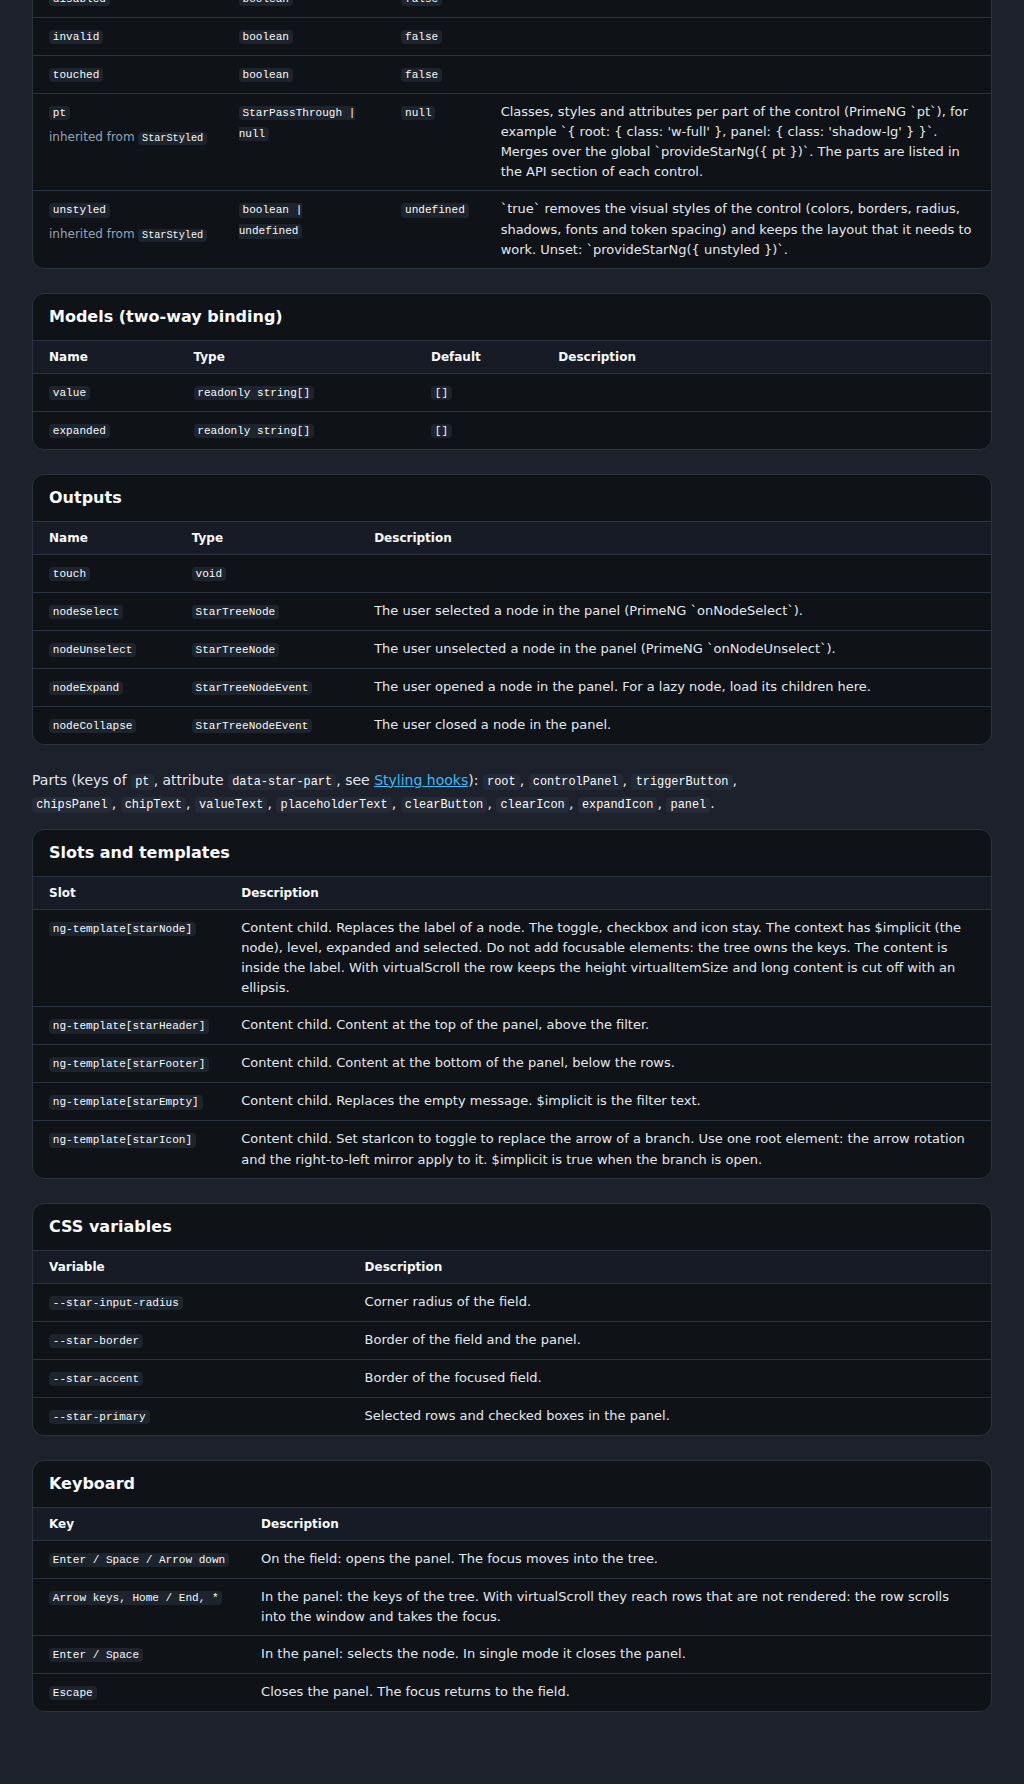 disabled boolean false
invalid boolean false
touched boolean false
pt StarPassThrough | null Classes, styles and attributes per part of the control (PrimeNG `pt`), for
inherited from StarStyled null example `{ root: { class: 'w-full' }, panel: { class: 'shadow-lg' } }`.
Merges over the global `provideStarNg({ pt })`. The parts are listed in
the API section of each control.
unstyled boolean | undefined `true` removes the visual styles of the control (colors, borders, radius,
inherited from StarStyled undefined shadows, fonts and token spacing) and keeps the layout that it needs to
work. Unset: `provideStarNg({ unstyled })`.
Models (two-way binding)
Name Type Default Description
value readonly string[] []
expanded readonly string[] []
Outputs
Name Type Description
touch void
nodeSelect StarTreeNode The user selected a node in the panel (PrimeNG `onNodeSelect`).
nodeUnselect StarTreeNode The user unselected a node in the panel (PrimeNG `onNodeUnselect`).
nodeExpand StarTreeNodeEvent The user opened a node in the panel. For a lazy node, load its children here.
nodeCollapse StarTreeNodeEvent The user closed a node in the panel.
Parts (keys of pt, attribute data-star-part, see Styling hooks): root, controlPanel, triggerButton,
chipsPanel, chipText, valueText, placeholderText, clearButton, clearIcon, expandIcon, panel.
Slots and templates
Slot Description
ng-template[starNode] Content child. Replaces the label of a node. The toggle, checkbox and icon stay. The context has $implicit (the
node), level, expanded and selected. Do not add focusable elements: the tree owns the keys. The content is
inside the label. With virtualScroll the row keeps the height virtualItemSize and long content is cut off with an
ellipsis.
ng-template[starHeader] Content child. Content at the top of the panel, above the filter.
ng-template[starFooter] Content child. Content at the bottom of the panel, below the rows.
ng-template[starEmpty] Content child. Replaces the empty message. $implicit is the filter text.
ng-template[starIcon] Content child. Set starIcon to toggle to replace the arrow of a branch. Use one root element: the arrow rotation
and the right-to-left mirror apply to it. $implicit is true when the branch is open.
CSS variables
Variable Description
--star-input-radius Corner radius of the field.
--star-border Border of the field and the panel.
--star-accent Border of the focused field.
--star-primary Selected rows and checked boxes in the panel.
Keyboard
Key Description
Enter / Space / Arrow down On the field: opens the panel. The focus moves into the tree.
Arrow keys, Home / End, * In the panel: the keys of the tree. With virtualScroll they reach rows that are not rendered: the row scrolls
into the window and takes the focus.
Enter / Space In the panel: selects the node. In single mode it closes the panel.
Escape Closes the panel. The focus returns to the field.